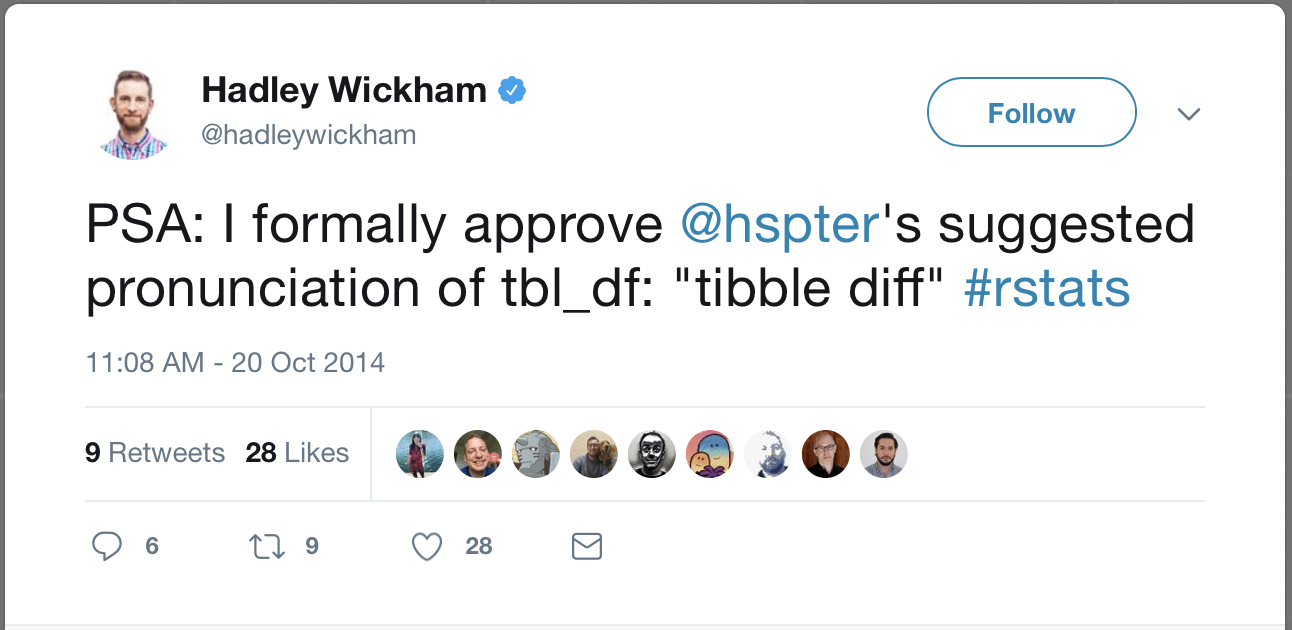 Hadley Wickham
@hadleywickham
Follow
PSA: I formally approve @hspter's suggested
pronunciation of tbl_df: "tibble diff" #rstats
11:08 AM - 20 Oct 2014
9 Retweets 28 Likes
6 9 28